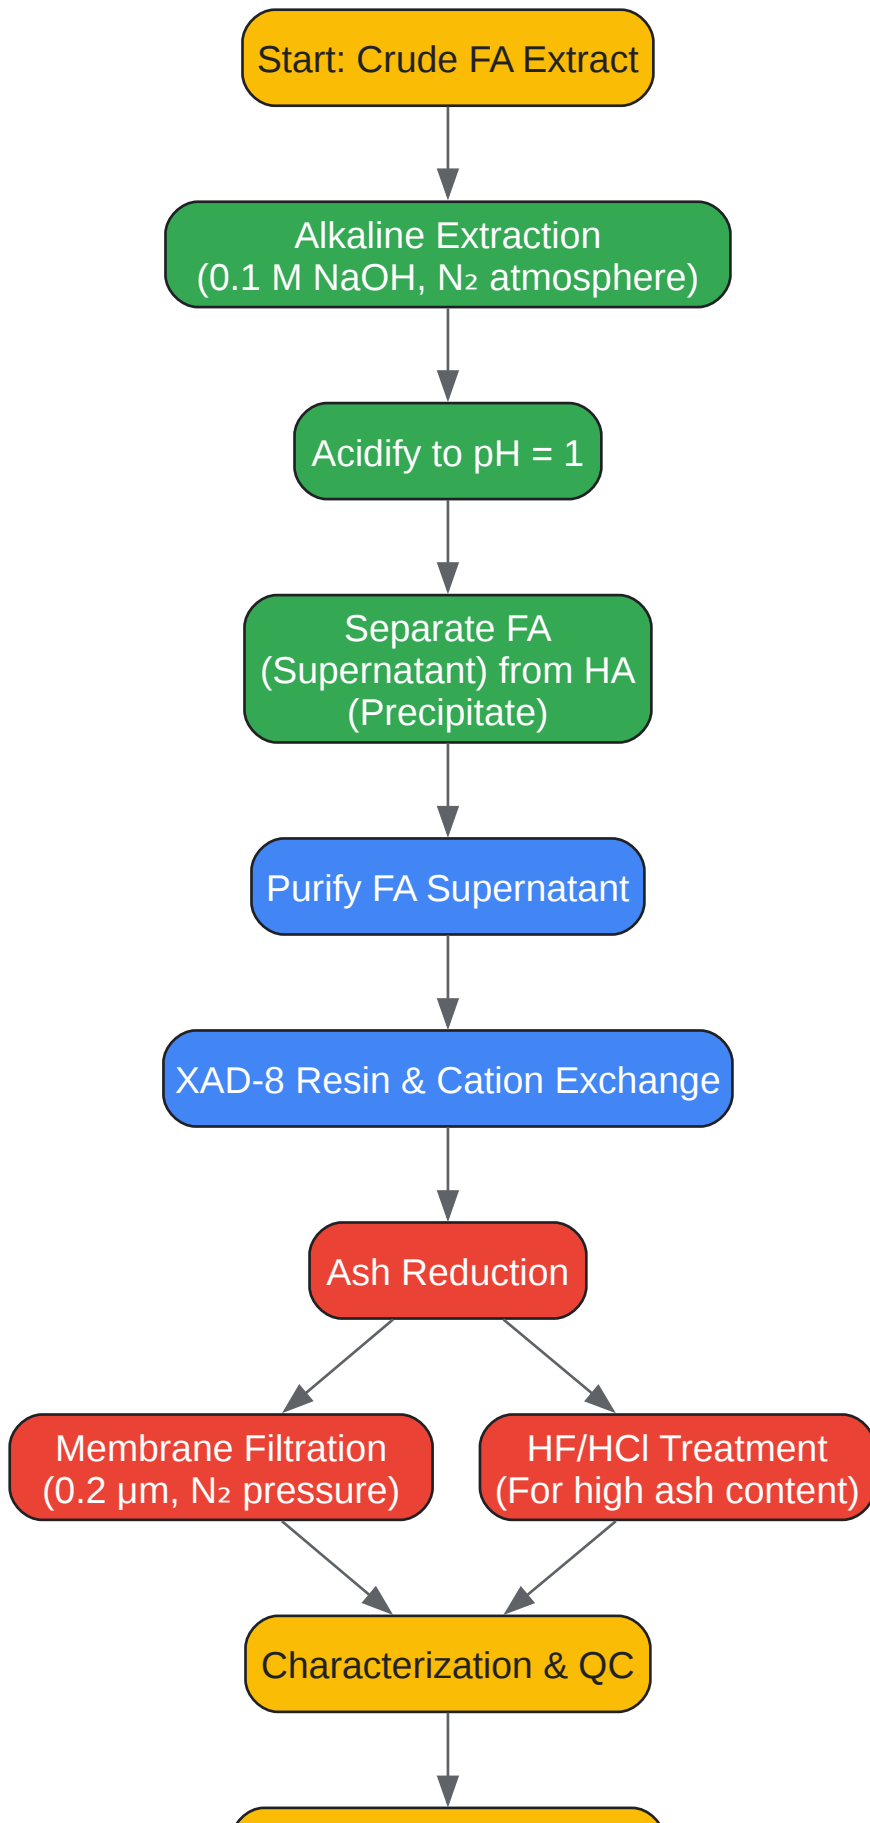 Start: Crude FA Extract
Alkaline Extraction
(0.1 M NaOH, N₂ atmosphere)
Acidify to pH = 1
Separate FA
(Supernatant) from HA
(Precipitate)
Purify FA Supernatant
XAD-8 Resin & Cation Exchange
Ash Reduction
Membrane Filtration
(0.2 μm, N₂ pressure)
HF/HCl Treatment
(For high ash content)
Characterization & QC